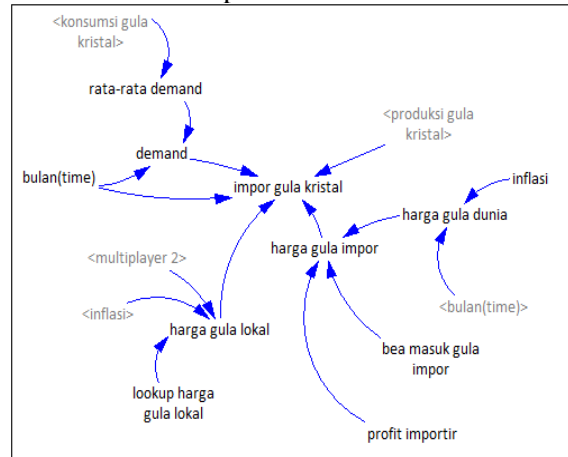 <konsumsi gula
kristal>
rata-rata demand
<produksi gula
kristal>
demand
bulan(time)
impor gula kristal
inflasi
harga gula dunia
harga gula impor
<multiplayer 2>
<inflasi>
<bulan(time)>
harga gula lokal
bea masuk gula
impor
lookup harga
gula lokal
profit importir